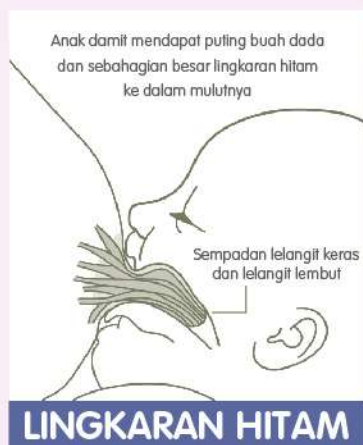 Anak damit mendapat puting buah dada
dan sebahagian besar lingkaran hitam
ke dalam mulutnya
Sempadan lelangit keras
dan lelangit lembut
LINGKARAN HITAM